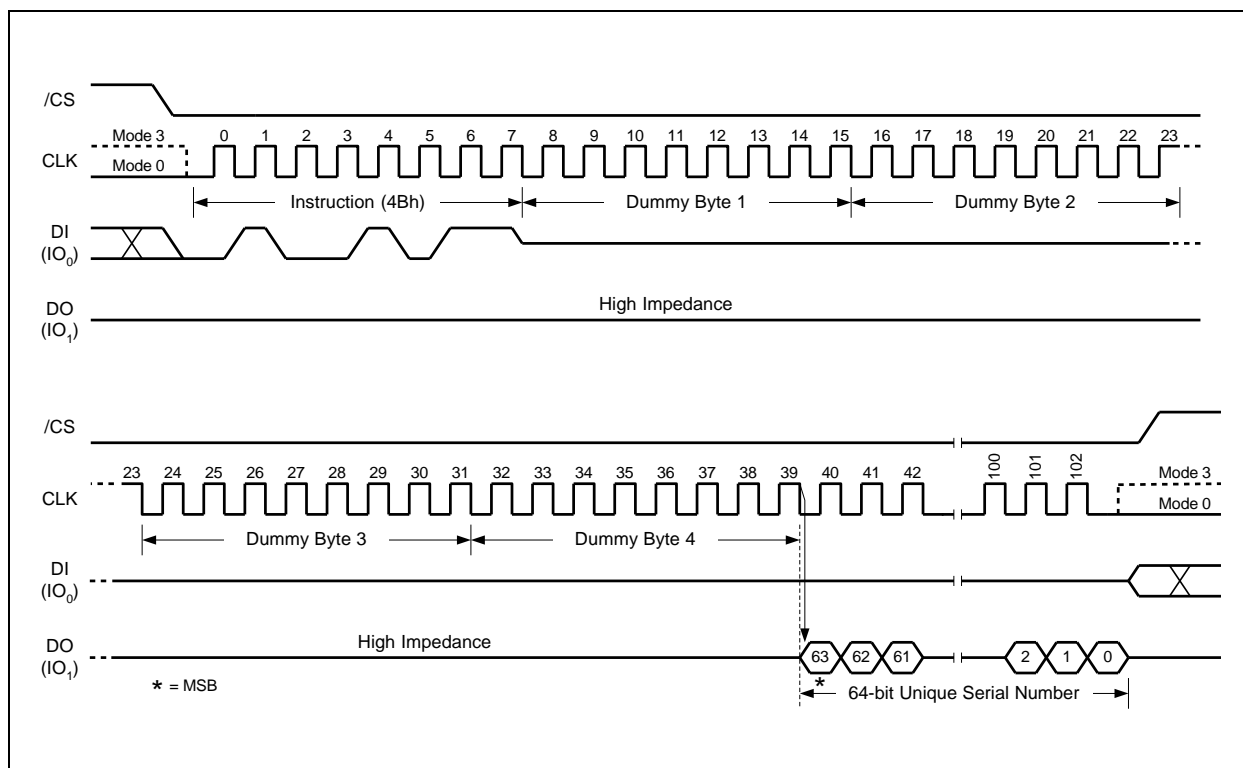 /CS
Mode 3
0 1 2 3 4 5 6 7 8 9 10 11 12 13 14 15 16 17 18 19 20 21 22 23
CLK
Mode 0
Instruction (4Bh) Dummy Byte 1 Dummy Byte 2
DI
(IO0)
High Impedance
DO
(IO1)
/CS
23 24 25 26 27 28 29 30 31 32 33 34 35 36 37 38 39 40 41 42 100 101 102
Mode 3
CLK
Mode 0
Dummy Byte 3 Dummy Byte 4
DI
(IO0)
High Impedance
DO
(IO1)
63 62 61 2 1 0
* = MSB
*
64-bit Unique Serial Number